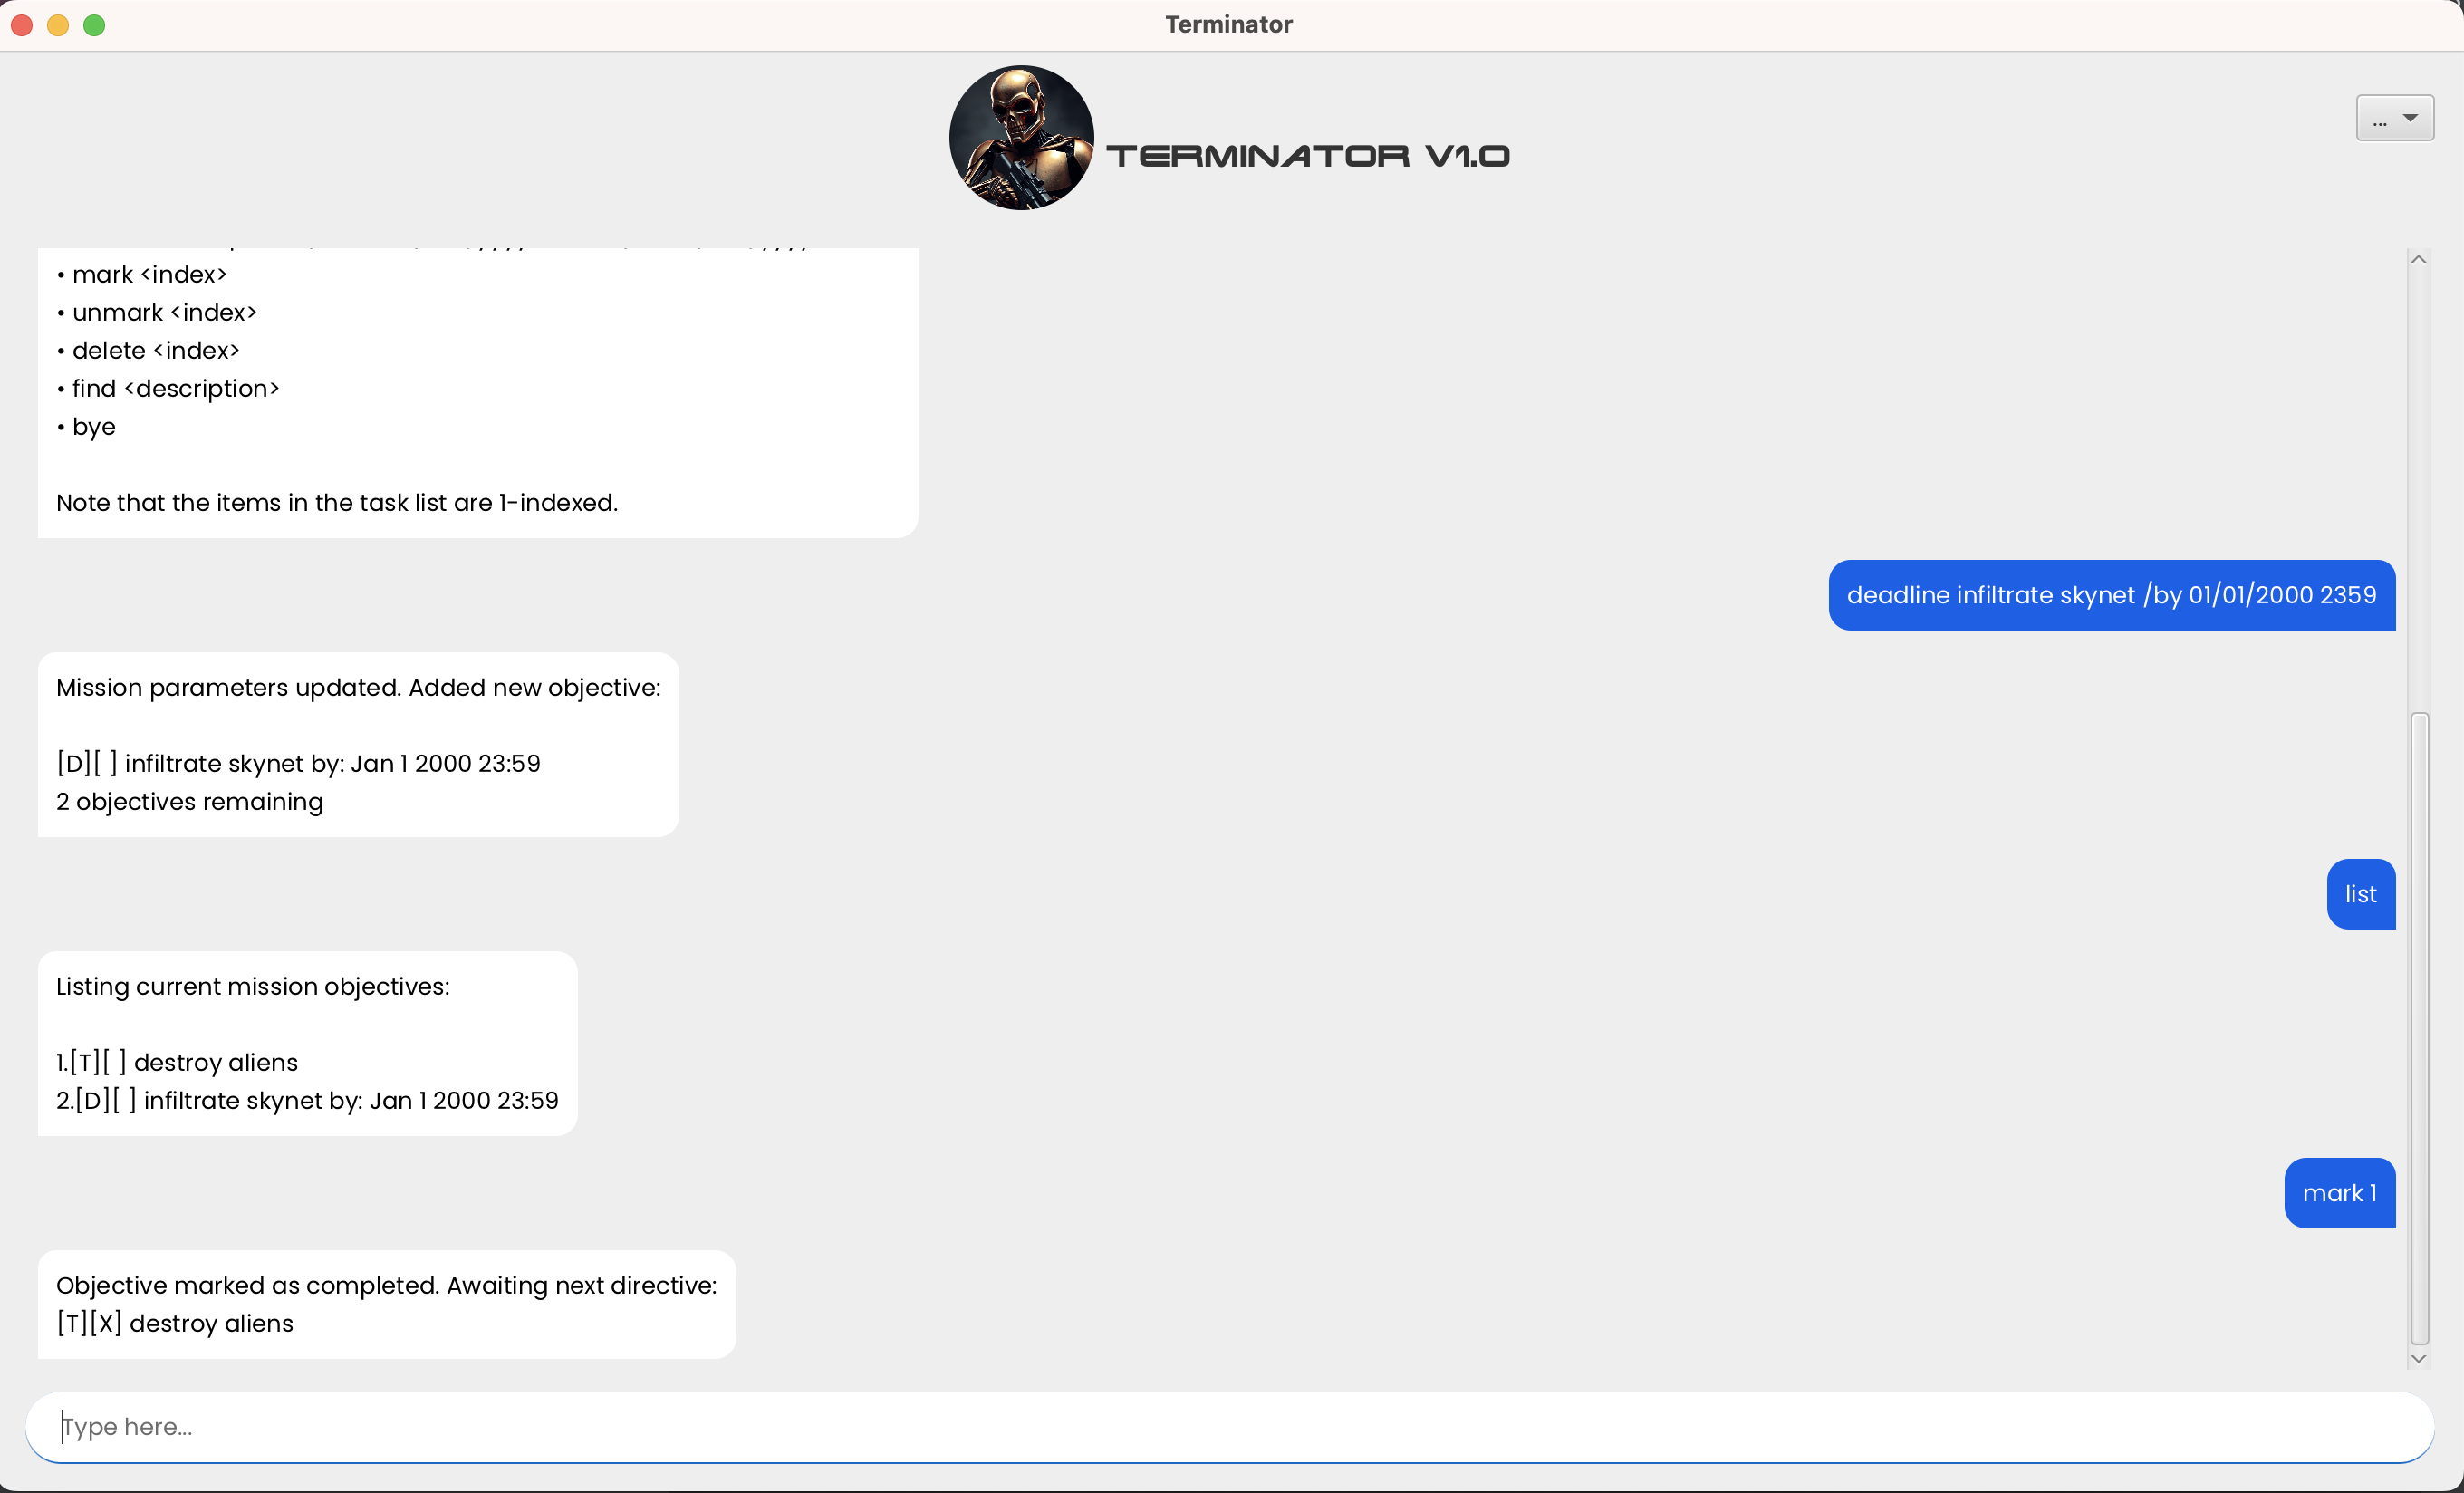 Terminator
TERMINATOR V1.0
...
• mark <index>
• unmark <index>
• delete <index>
• find <description>
• bye
Note that the items in the task list are 1-indexed.
deadline infiltrate skynet /by 01/01/2000 2359
Mission parameters updated. Added new objective:
[D][ ] infiltrate skynet by: Jan 1 2000 23:59
2 objectives remaining
list
Listing current mission objectives:
1.[T][ ] destroy aliens
2.[D][ ] infiltrate skynet by: Jan 1 2000 23:59
mark 1
Objective marked as completed. Awaiting next directive:
[T][X] destroy aliens
Type here...